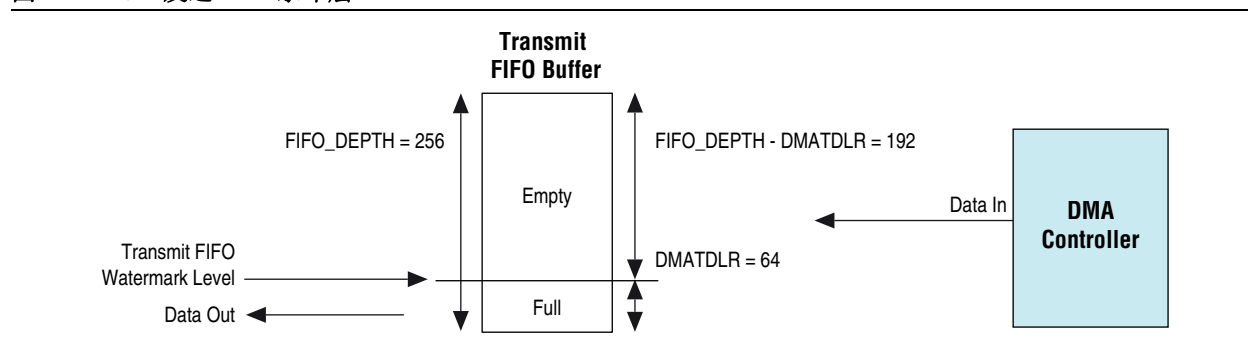 Transmit
FIFO Buffer
FIFO_DEPTH = 256
FIFO_DEPTH - DMATDLR = 192
Empty
Data In
DMA
Controller
Transmit FIFO
Watermark Level
DMATDLR = 64
Data Out
Full